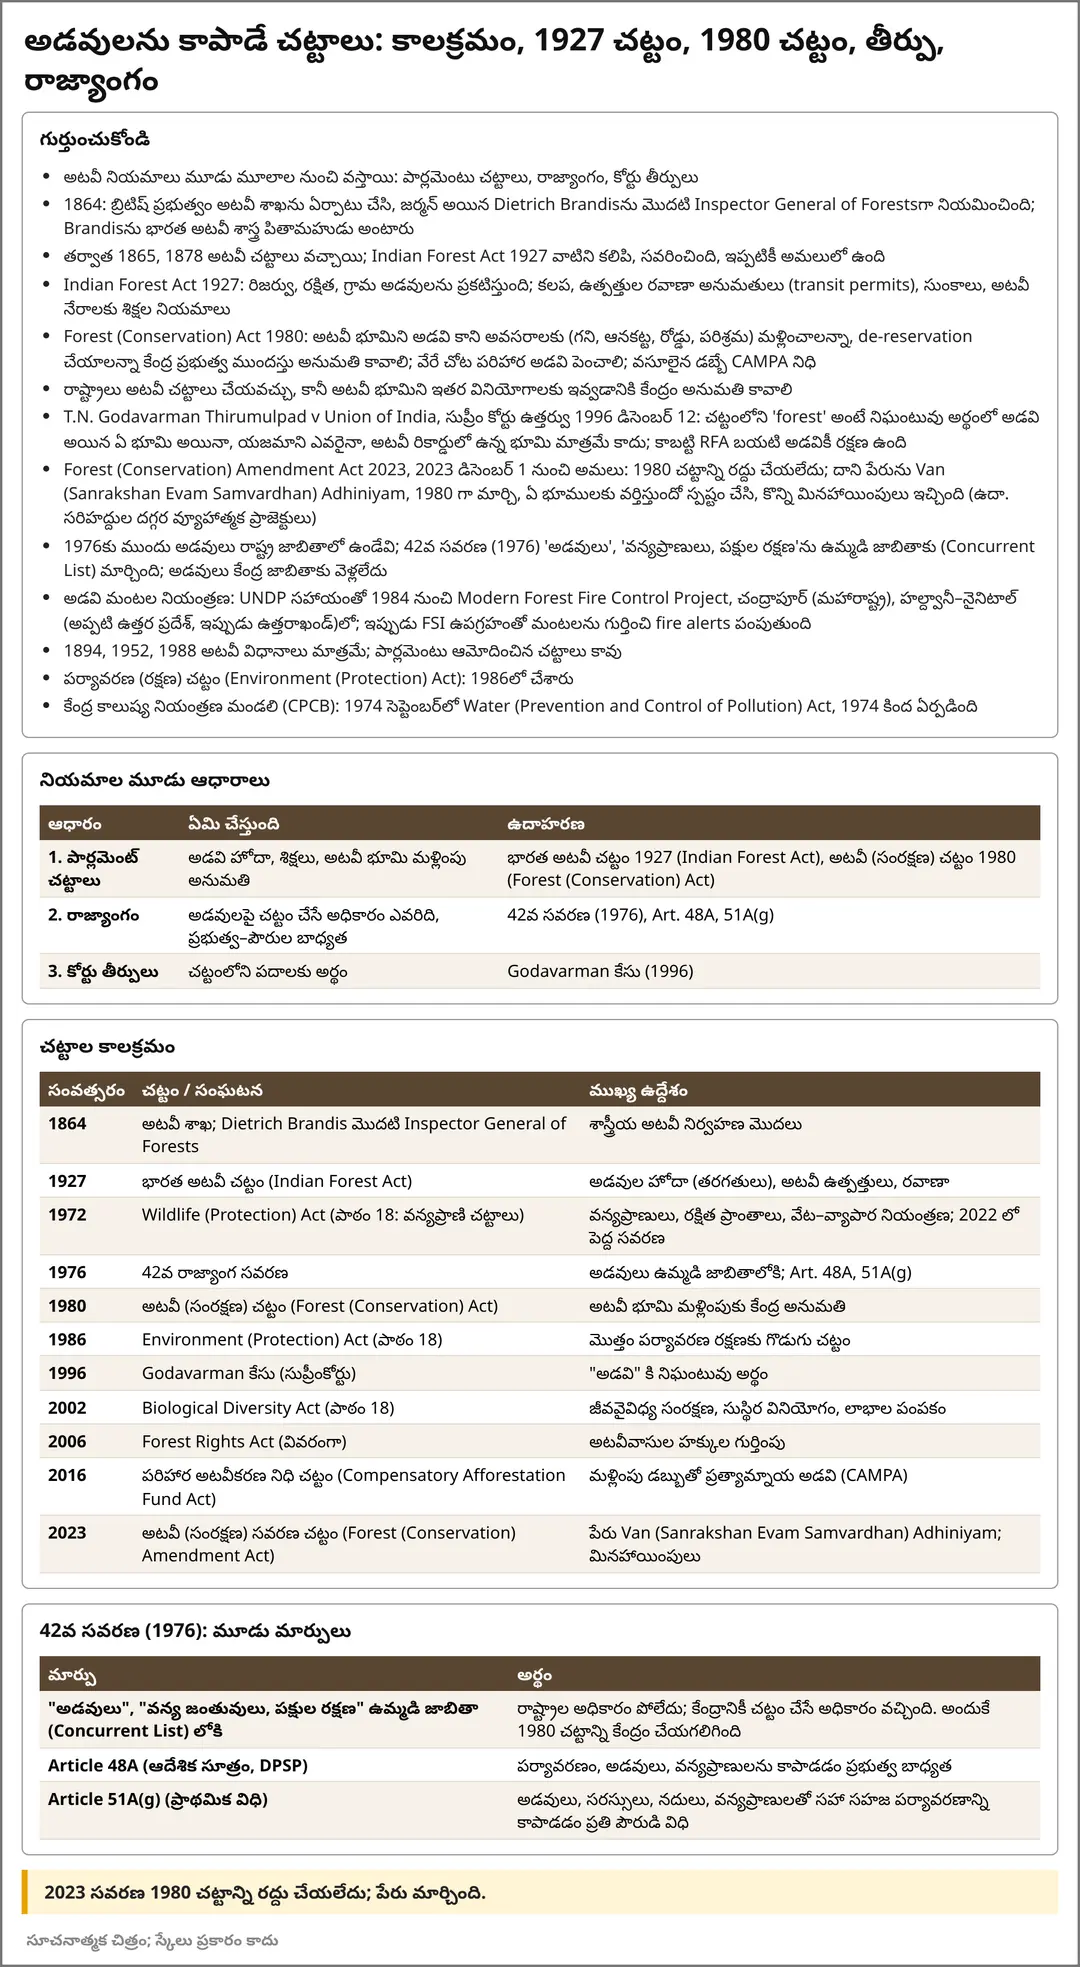 అడవులను కాపాడే చట్టాలు: కాలక్రమం, 1927 చట్టం, 1980 చట్టం, తీర్పు,
రాజ్యాంగం
గుర్తుంచుకోండి
• అటవీ నియమాలు మూడు మూలాల నుంచి వస్తాయి: పార్లమెంటు చట్టాలు, రాజ్యాంగం, కోర్టు తీర్పులు
• 1864: బ్రిటిష్ ప్రభుత్వం అటవీ శాఖను ఏర్పాటు చేసి, జర్మన్ అయిన Dietrich Brandisను మొదటి Inspector General of Forestsగా నియమించింది;
Brandisను భారత అటవీ శాస్త్ర పితామహుడు అంటారు
• తర్వాత 1865, 1878 అటవీ చట్టాలు వచ్చాయి; Indian Forest Act 1927 వాటిని కలిపి, సవరించింది, ఇప్పటికీ అమలులో ఉంది
• Indian Forest Act 1927: రిజర్వు, రక్షిత, గ్రామ అడవులను ప్రకటిస్తుంది; కలప, ఉత్పత్తుల రవాణా అనుమతులు (transit permits), సుంకాలు, అటవీ
నేరాలకు శిక్షల నియమాలు
• Forest (Conservation) Act 1980: అటవీ భూమిని అడవి కాని అవసరాలకు (గని, ఆనకట్ట, రోడ్డు, పరిశ్రమ) మళ్లించాలన్నా, de-reservation
చేయాలన్నా కేంద్ర ప్రభుత్వ ముందస్తు అనుమతి కావాలి; వేరే చోట పరిహార అడవి పెంచాలి; వసూలైన డబ్బే CAMPA నిధి
• రాష్ట్రాలు అటవీ చట్టాలు చేయవచ్చు, కానీ అటవీ భూమిని ఇతర వినియోగాలకు ఇవ్వడానికి కేంద్రం అనుమతి కావాలి
• T.N. Godavarman Thirumulpad v Union of India, సుప్రీం కోర్టు ఉత్తర్వు 1996 డిసెంబర్ 12: చట్టంలోని 'forest' అంటే నిఘంటువు అర్థంలో అడవి
అయిన ఏ భూమి అయినా, యజమాని ఎవరైనా, అటవీ రికార్డులో ఉన్న భూమి మాత్రమే కాదు; కాబట్టి RFA బయటి అడవికీ రక్షణ ఉంది
• Forest (Conservation) Amendment Act 2023, 2023 డిసెంబర్ 1 నుంచి అమలు: 1980 చట్టాన్ని రద్దు చేయలేదు; దాని పేరును Van
(Sanrakshan Evam Samvardhan) Adhiniyam, 1980 గా మార్చి, ఏ భూములకు వర్తిస్తుందో స్పష్టం చేసి, కొన్ని మినహాయింపులు ఇచ్చింది (ఉదా.
సరిహద్దుల దగ్గర వ్యూహాత్మక ప్రాజెక్టులు)
• 1976కు ముందు అడవులు రాష్ట్ర జాబితాలో ఉండేవి; 42వ సవరణ (1976) 'అడవులు', 'వన్యప్రాణులు, పక్షుల రక్షణ'ను ఉమ్మడి జాబితాకు (Concurrent
List) మార్చింది; అడవులు కేంద్ర జాబితాకు వెళ్లలేదు
• అడవి మంటల నియంత్రణ: UNDP సహాయంతో 1984 నుంచి Modern Forest Fire Control Project, చంద్రాపూర్ (మహారాష్ట్ర), హల్ద్వానీ–నైనిటాల్
(అప్పటి ఉత్తర ప్రదేశ్, ఇప్పుడు ఉత్తరాఖండ్)లో; ఇప్పుడు FSI ఉపగ్రహంతో మంటలను గుర్తించి fire alerts పంపుతుంది
• 1894, 1952, 1988 అటవీ విధానాలు మాత్రమే; పార్లమెంటు ఆమోదించిన చట్టాలు కావు
• పర్యావరణ (రక్షణ) చట్టం (Environment (Protection) Act): 1986లో చేశారు
• కేంద్ర కాలుష్య నియంత్రణ మండలి (CPCB): 1974 సెప్టెంబర్‌లో Water (Prevention and Control of Pollution) Act, 1974 కింద ఏర్పడింది
నియమాల మూడు ఆధారాలు
ఆధారం ఏమి చేస్తుంది ఉదాహరణ
1. పార్లమెంట్ చట్టాలు అడవి హోదా, శిక్షలు, అటవీ భూమి మళ్లింపు అనుమతి భారత అటవీ చట్టం 1927 (Indian Forest Act), అటవీ (సంరక్షణ) చట్టం 1980 (Forest (Conservation) Act)
2. రాజ్యాంగం అడవులపై చట్టం చేసే అధికారం ఎవరిది, ప్రభుత్వ–పౌరుల బాధ్యత 42వ సవరణ (1976), Art. 48A, 51A(g)
3. కోర్టు తీర్పులు చట్టంలోని పదాలకు అర్థం Godavarman కేసు (1996)
చట్టాల కాలక్రమం
సంవత్సరం చట్టం / సంఘటన ముఖ్య ఉద్దేశం
1864 అటవీ శాఖ; Dietrich Brandis మొదటి Inspector General of Forests శాస్త్రీయ అటవీ నిర్వహణ మొదలు
1927 భారత అటవీ చట్టం (Indian Forest Act) అడవుల హోదా (తరగతులు), అటవీ ఉత్పత్తులు, రవాణా
1972 Wildlife (Protection) Act (పాఠం 18: వన్యప్రాణి చట్టాలు) వన్యప్రాణులు, రక్షిత ప్రాంతాలు, వేట–వ్యాపార నియంత్రణ; 2022 లో పెద్ద సవరణ
1976 42వ రాజ్యాంగ సవరణ అడవులు ఉమ్మడి జాబితాలోకి; Art. 48A, 51A(g)
1980 అటవీ (సంరక్షణ) చట్టం (Forest (Conservation) Act) అటవీ భూమి మళ్లింపుకు కేంద్ర అనుమతి
1986 Environment (Protection) Act (పాఠం 18) మొత్తం పర్యావరణ రక్షణకు గొడుగు చట్టం
1996 Godavarman కేసు (సుప్రీంకోర్టు) "అడవి" కి నిఘంటువు అర్థం
2002 Biological Diversity Act (పాఠం 18) జీవవైవిధ్య సంరక్షణ, సుస్థిర వినియోగం, లాభాల పంపకం
2006 Forest Rights Act (వివరంగా) అటవీవాసుల హక్కుల గుర్తింపు
2016 పరిహార అటవీకరణ నిధి చట్టం (Compensatory Afforestation Fund Act) మళ్లింపు డబ్బుతో ప్రత్యామ్నాయ అడవి (CAMPA)
2023 అటవీ (సంరక్షణ) సవరణ చట్టం (Forest (Conservation) Amendment Act) పేరు Van (Sanrakshan Evam Samvardhan) Adhiniyam; మినహాయింపులు
42వ సవరణ (1976): మూడు మార్పులు
మార్పు అర్థం
"అడవులు", "వన్య జంతువులు, పక్షుల రక్షణ" ఉమ్మడి జాబితా (Concurrent List) లోకి రాష్ట్రాల అధికారం పోలేదు; కేంద్రానికీ చట్టం చేసే అధికారం వచ్చింది. అందుకే 1980 చట్టాన్ని కేంద్రం చేయగలిగింది
Article 48A (ఆదేశిక సూత్రం, DPSP) పర్యావరణం, అడవులు, వన్యప్రాణులను కాపాడడం ప్రభుత్వ బాధ్యత
Article 51A(g) (ప్రాథమిక విధి) అడవులు, సరస్సులు, నదులు, వన్యప్రాణులతో సహా సహజ పర్యావరణాన్ని కాపాడడం ప్రతి పౌరుడి విధి
2023 సవరణ 1980 చట్టాన్ని రద్దు చేయలేదు; పేరు మార్చింది.
సూచనాత్మక చిత్రం; స్కేలు ప్రకారం కాదు